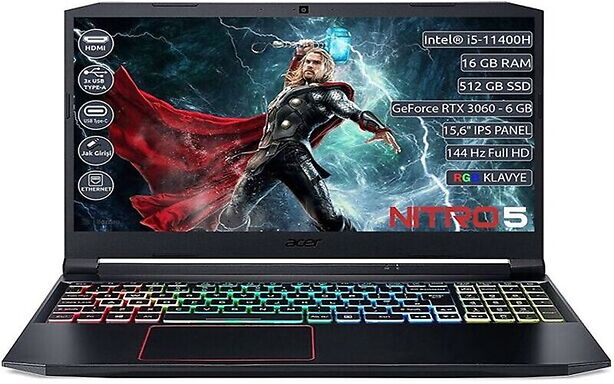 HDMI
3x USB
TYPE-A
USB Type-C
Jak Girişi
ETHERNET
Intel® i5-11400H
16 GB RAM
512 GB SSD
GeForce RTX 3060 - 6 GB
15,6" IPS PANEL
144 Hz Full HD
RGB KLAVYE
NITRO 5
acer